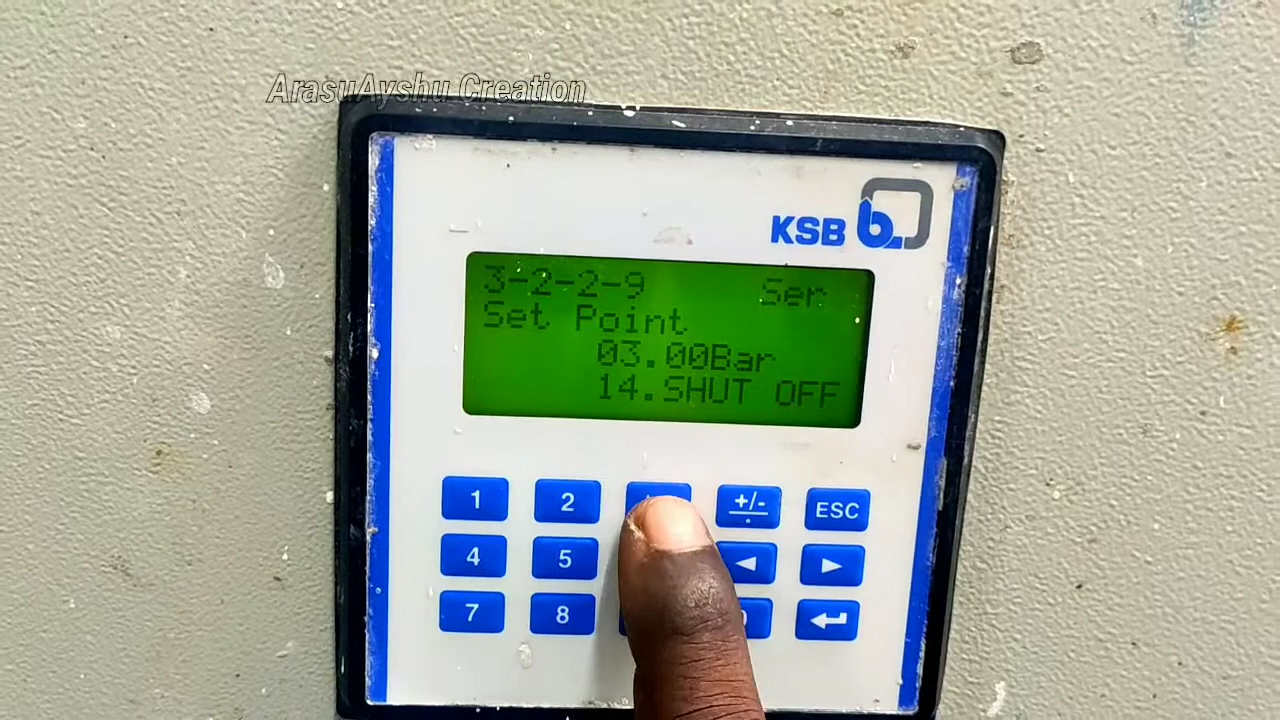 ArasuAyshu Creation
KSB
3-2-2-9 Ser
Set Point
03.00Bar
14.SHUT OFF
1 2 +/- ESC
4 5 ◄ ►
7 8 ↵